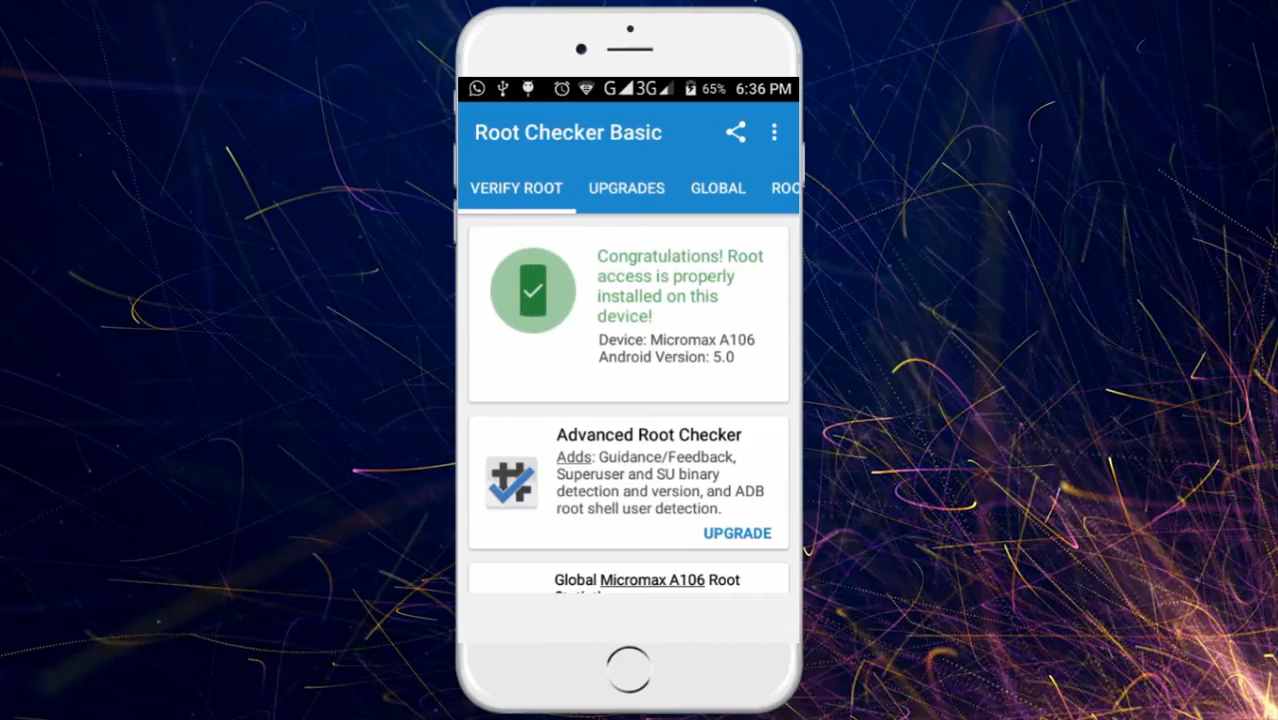 G 3G 65% 6:36 PM
Root Checker Basic
VERIFY ROOT UPGRADES GLOBAL ROO
Congratulations! Root
access is properly
installed on this
device!
Device: Micromax A106
Android Version: 5.0
Advanced Root Checker
Adds: Guidance/Feedback,
Superuser and SU binary
detection and version, and ADB
root shell user detection.
UPGRADE
Global Micromax A106 Root